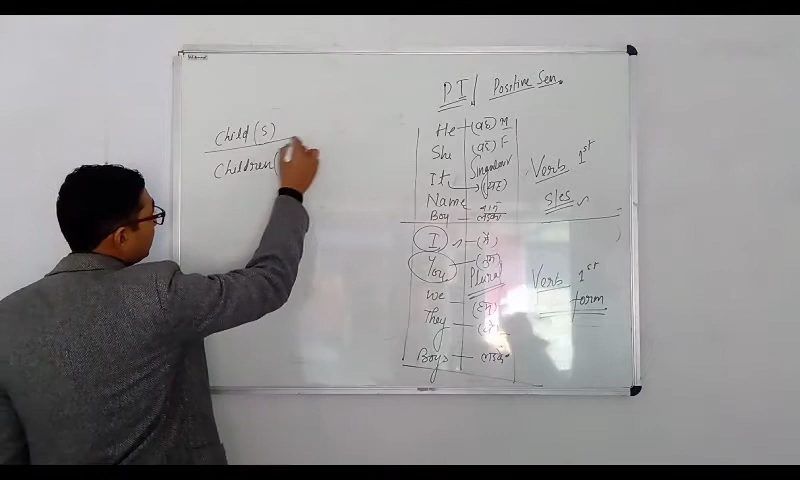 PI Positive Sen.
Child (S)
Children (
He – (वह) M
She (वह) F
Singular
It → (यह)
Name – नाम
Boy – लड़का
Verb 1st
s/es
I – (मैं)
You –
Plural
We –
They –
Boys – लड़के
Verb 1st
form